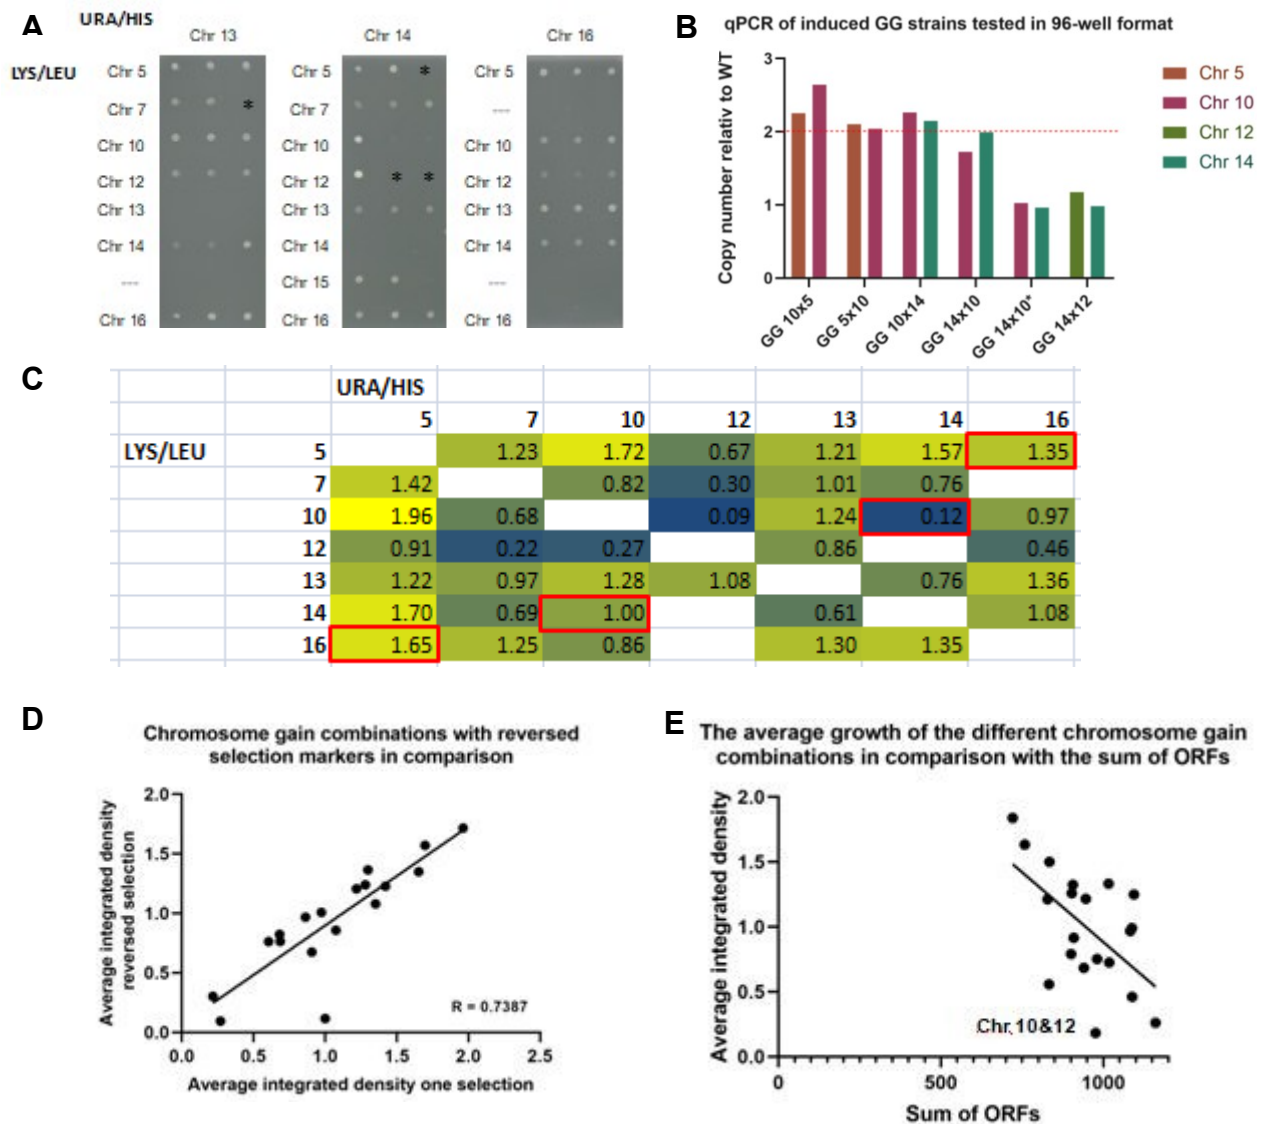 A
URA/HIS
Chr 13
Chr 14
Chr 16
LYS/LEU
Chr 5
Chr 7
*
Chr 10
Chr 12
Chr 13
Chr 14
---
Chr 16
Chr 5
*
Chr 7
Chr 10
Chr 12
* *
Chr 13
Chr 14
Chr 15
Chr 16
Chr 5
---
Chr 10
Chr 12
Chr 13
Chr 14
---
Chr 16
B
qPCR of induced GG strains tested in 96-well format
Copy number relativ to WT
3
2
1
0
GG 10x5
GG 5x10
GG 10x14
GG 14x10
GG 14x10*
GG 14x12
Chr 5
Chr 10
Chr 12
Chr 14
C
URA/HIS
5 7 10 12 13 14 16
LYS/LEU 5 1.23 1.72 0.67 1.21 1.57 1.35
7 1.42 0.82 0.30 1.01 0.76
10 1.96 0.68 0.09 1.24 0.12 0.97
12 0.91 0.22 0.27 0.86 0.46
13 1.22 0.97 1.28 1.08 0.76 1.36
14 1.70 0.69 1.00 0.61 1.08
16 1.65 1.25 0.86 1.30 1.35
D
Chromosome gain combinations with reversed
selection markers in comparison
Average integrated density
reversed selection
2.0
1.5
1.0
0.5
0.0
R = 0.7387
0.0 0.5 1.0 1.5 2.0 2.5
Average integrated density one selection
E
The average growth of the different chromosome gain
combinations in comparison with the sum of ORFs
Average integrated density
2.0
1.5
1.0
0.5
0.0
Chr 10&12
0 500 1000
Sum of ORFs